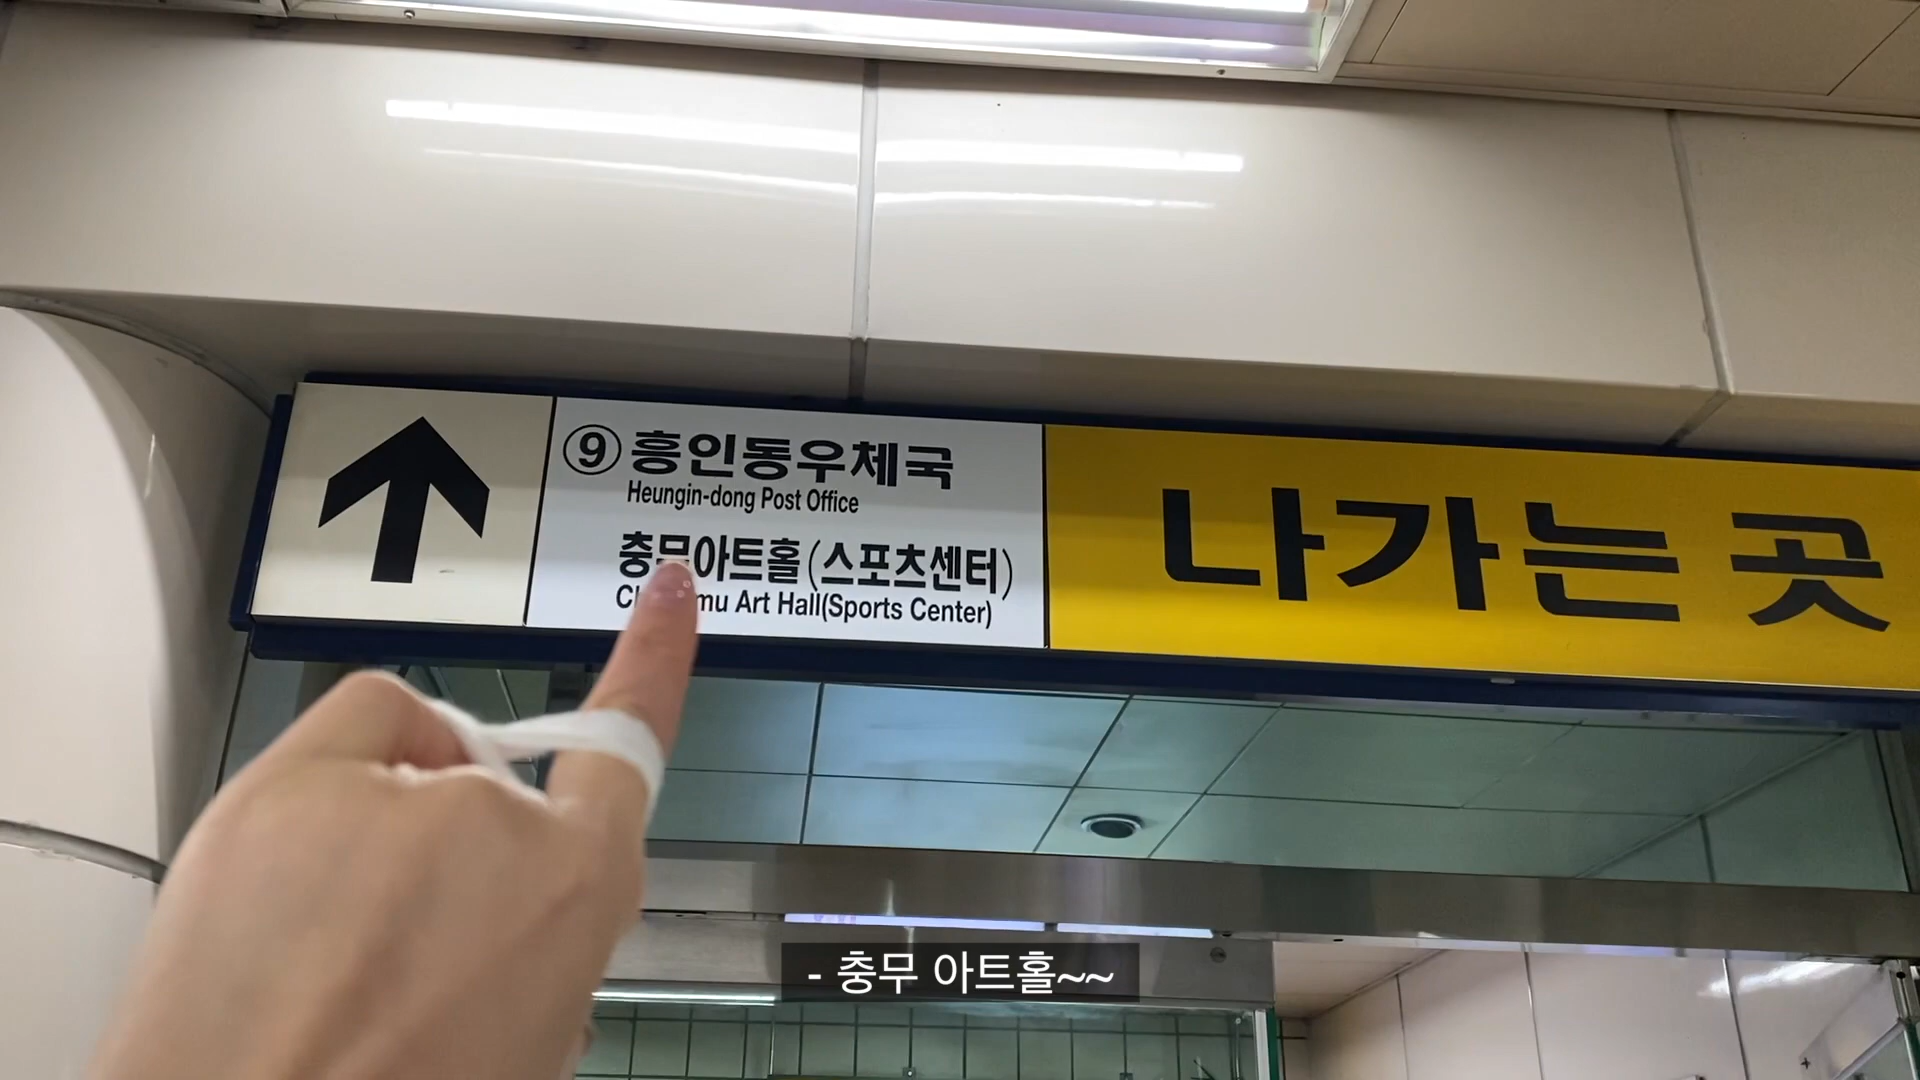 ⑨ 흥인동우체국
Heungin-dong Post Office
충무아트홀(스포츠센터)
Art Hall(Sports Center)
나가는 곳
- 충무 아트홀~~